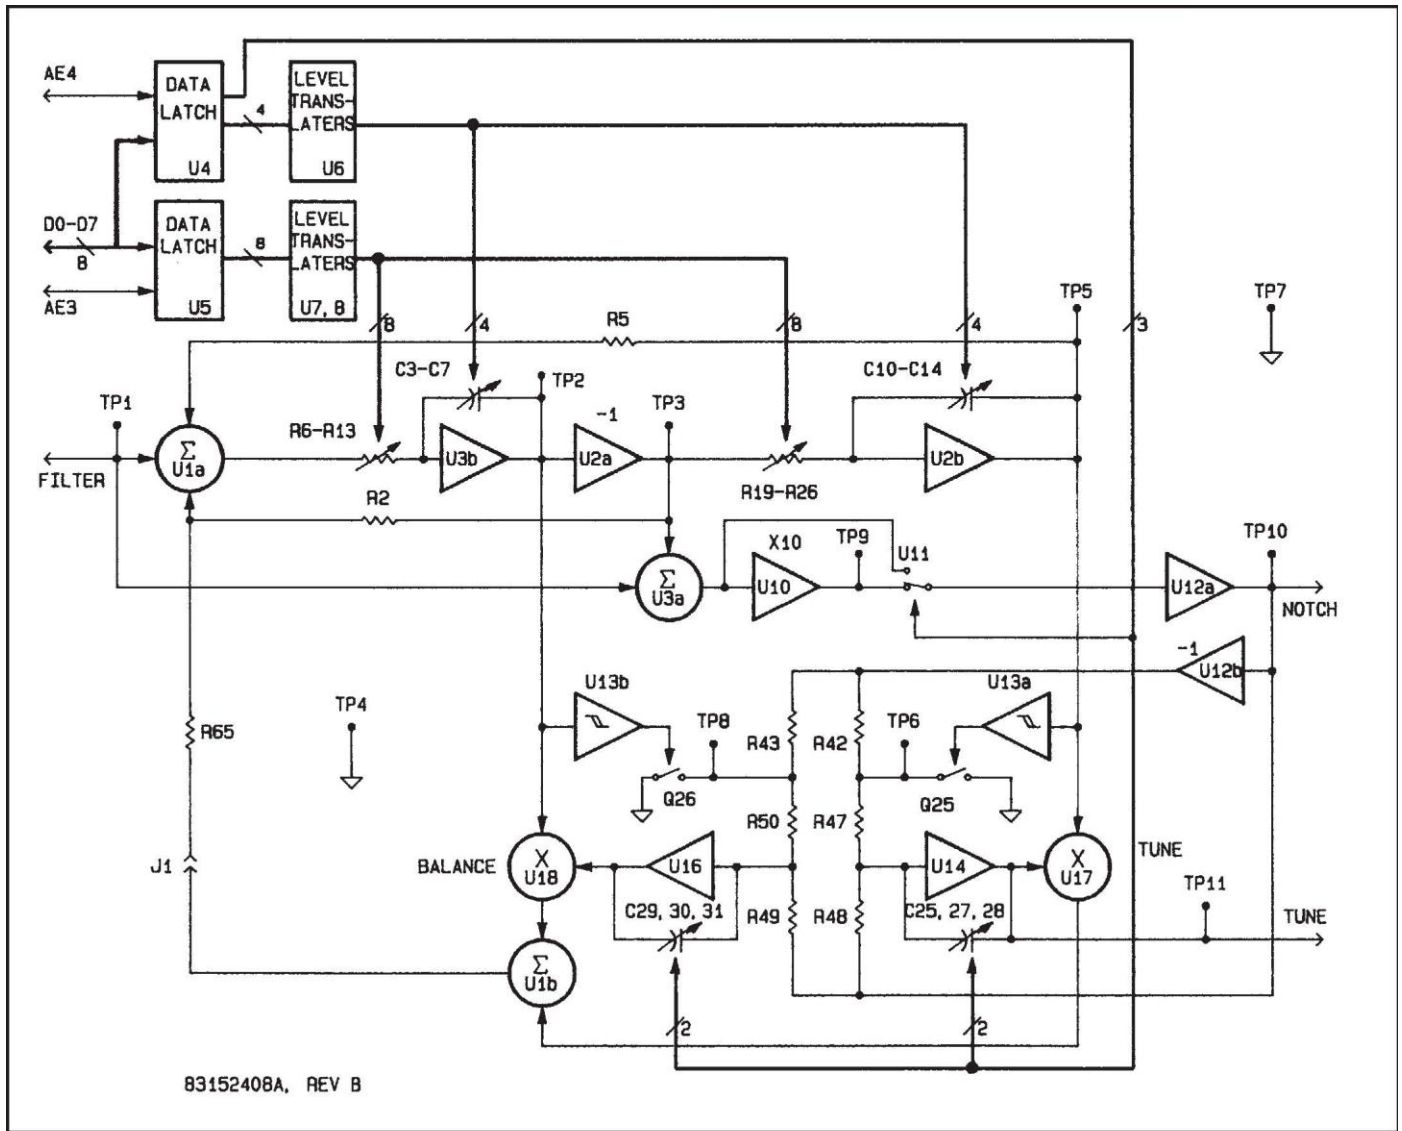 AE4
DATA
LATCH
U4
4
LEVEL
TRANS-
LATERS
U6
D0-D7
8
AE3
DATA
LATCH
U5
8
LEVEL
TRANS-
LATERS
U7, 8
8
4
8
4
3
R5
TP5
TP7
C3-C7
TP2
C10-C14
TP1
R6-R13
-1
TP3
Σ
U1a
U3b
U2a
U2b
FILTER
R2
R19-R26
X10
TP9
U11
TP10
Σ
U3a
U10
U12a
NOTCH
-1
U12b
U13b
U13a
TP4
TP8
TP6
R65
R43
R42
Q26
Q25
R50
R47
J1
BALANCE
X
U18
U16
U14
X
U17
TUNE
TP11
C29, 30, 31
R49
R48
C25, 27, 28
TUNE
Σ
U1b
2
2
83152408A, REV B